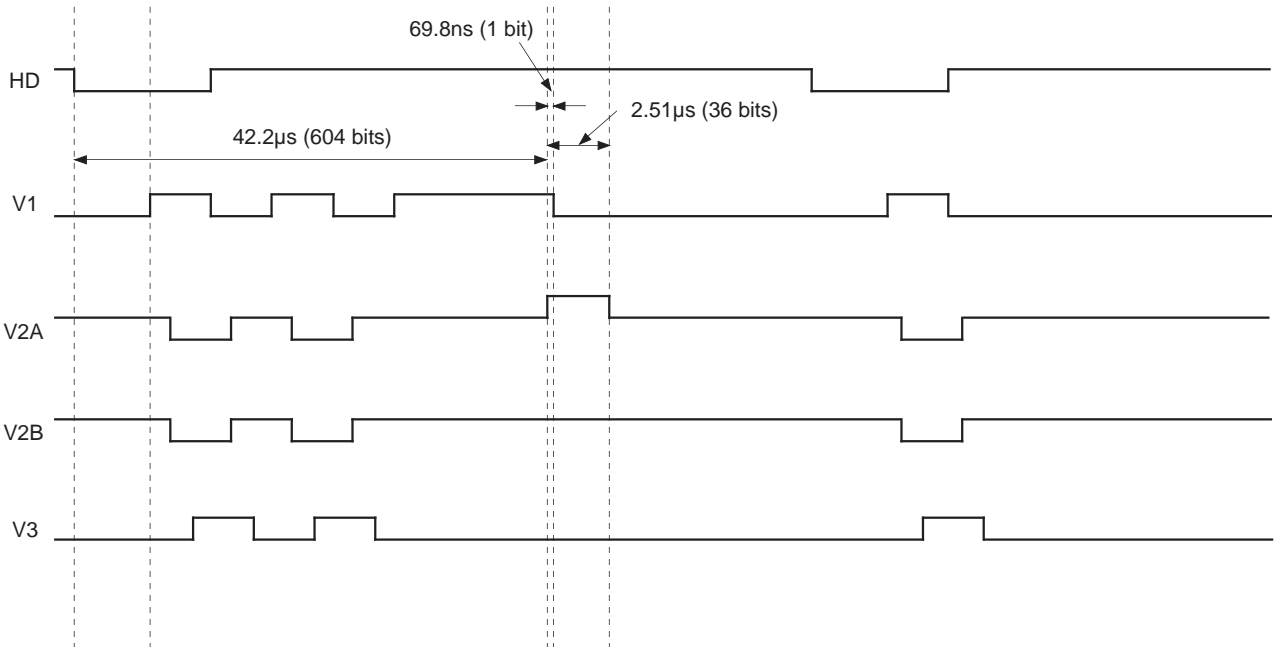 69.8ns (1 bit)
HD
2.51µs (36 bits)
42.2µs (604 bits)
V1
V2A
V2B
V3